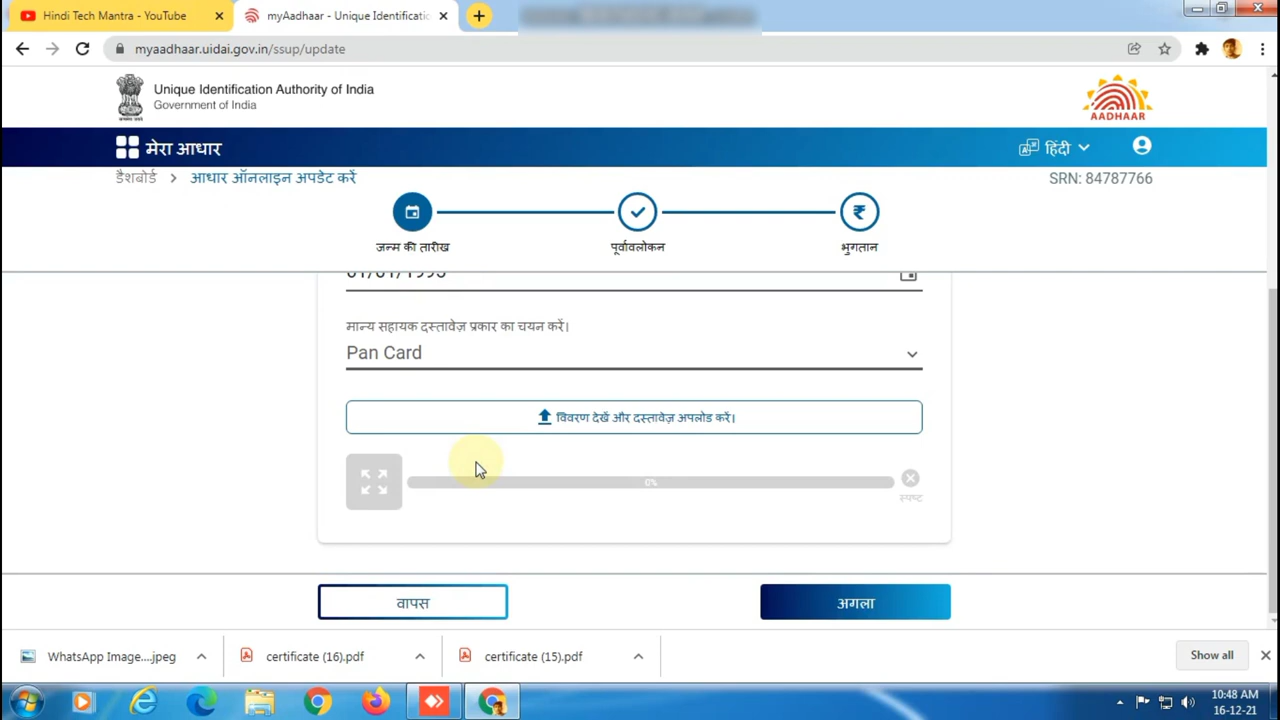 Hindi Tech Mantra - YouTube
myAadhaar - Unique Identificatio
myaadhaar.uidai.gov.in/ssup/update
Unique Identification Authority of India
Government of India
AADHAAR
मेरा आधार
हिंदी
डैशबोर्ड > आधार ऑनलाइन अपडेट करें
SRN: 84787766
जन्म की तारीख
पूर्वावलोकन
भुगतान
मान्य सहायक दस्तावेज़ प्रकार का चयन करें।
Pan Card
विवरण देखें और दस्तावेज़ अपलोड करें।
0%
स्पष्ट
वापस
अगला
WhatsApp Image....jpeg
certificate (16).pdf
certificate (15).pdf
Show all
10:48 AM
16-12-21